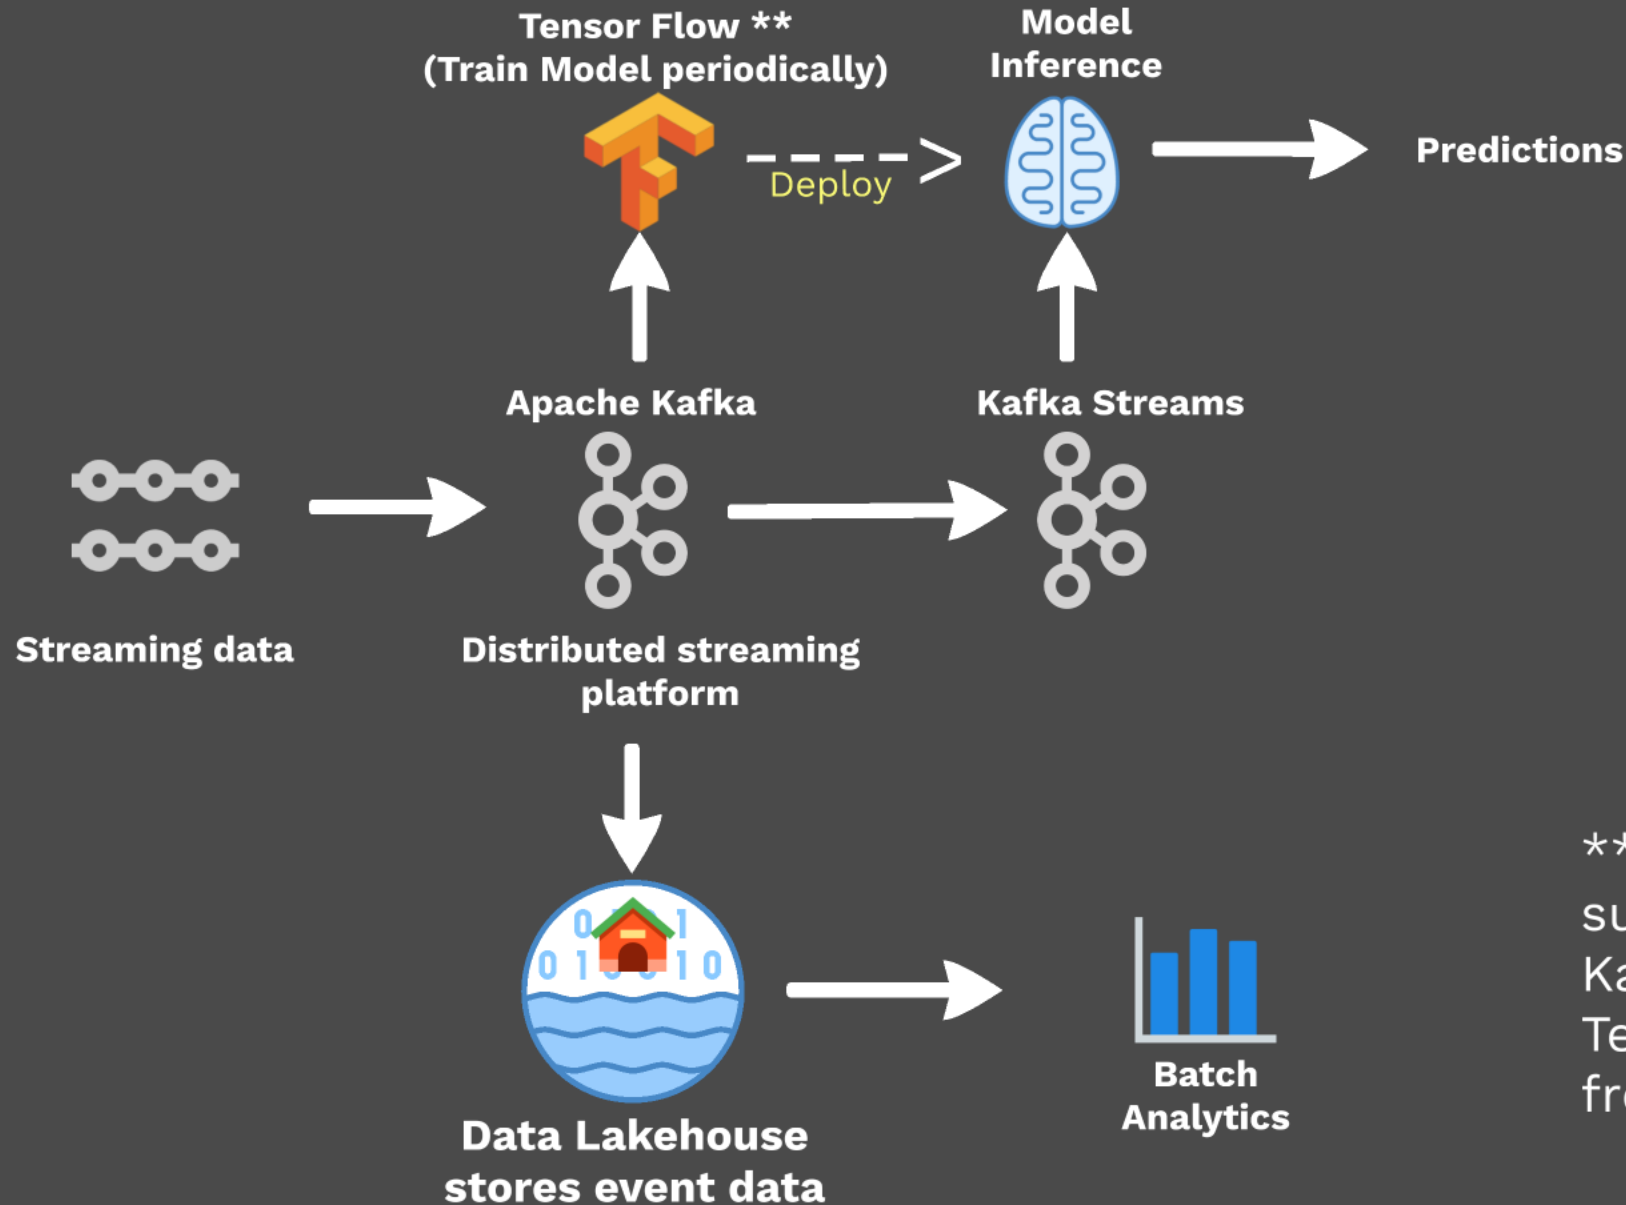 Tensor Flow **
(Train Model periodically)
Model
Inference
Deploy
Predictions
Apache Kafka
Kafka Streams
Streaming data
Distributed streaming
platform
Data Lakehouse
stores event data
Batch
Analytics
**